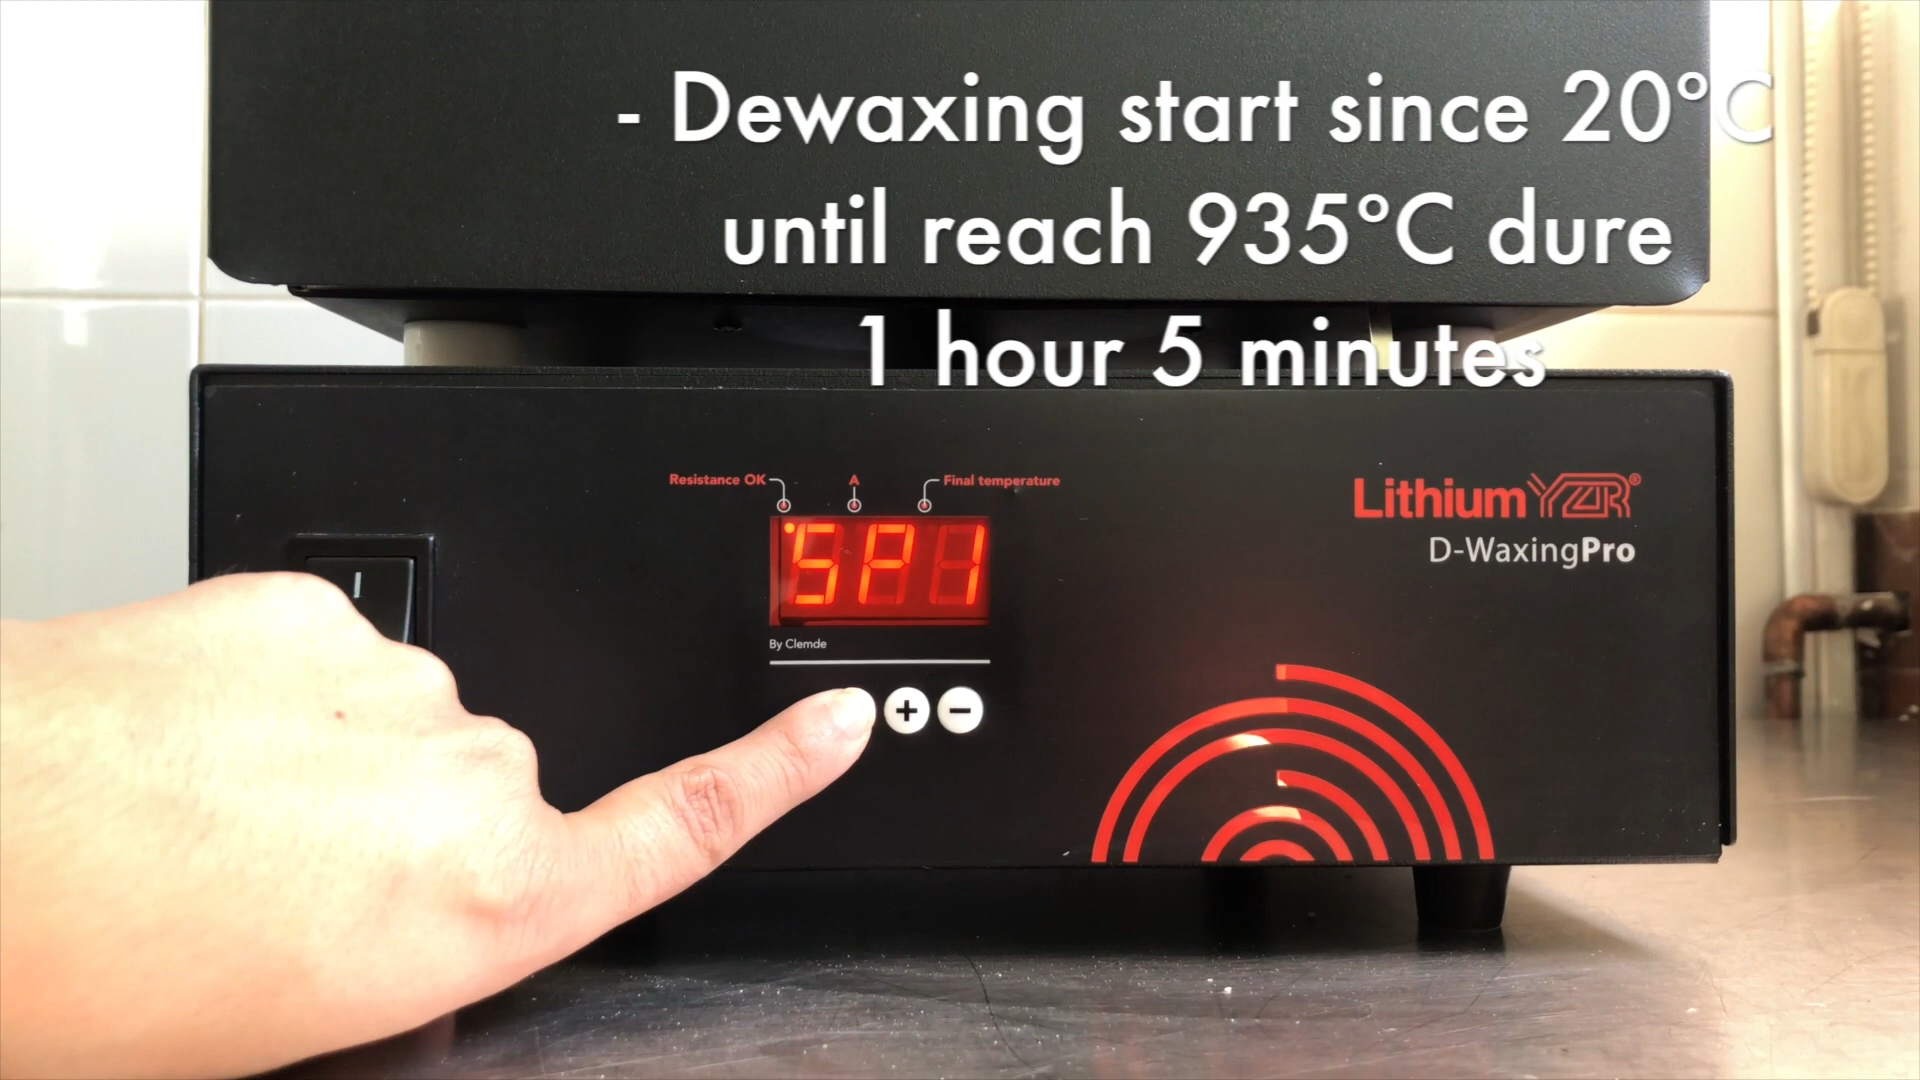 - Dewaxing start since 20°C
until reach 935°C dure
1 hour 5 minutes
Resistance OK A Final temperature
SP1
By Clemde
+ -
Lithium YZR®
D-WaxingPro
I